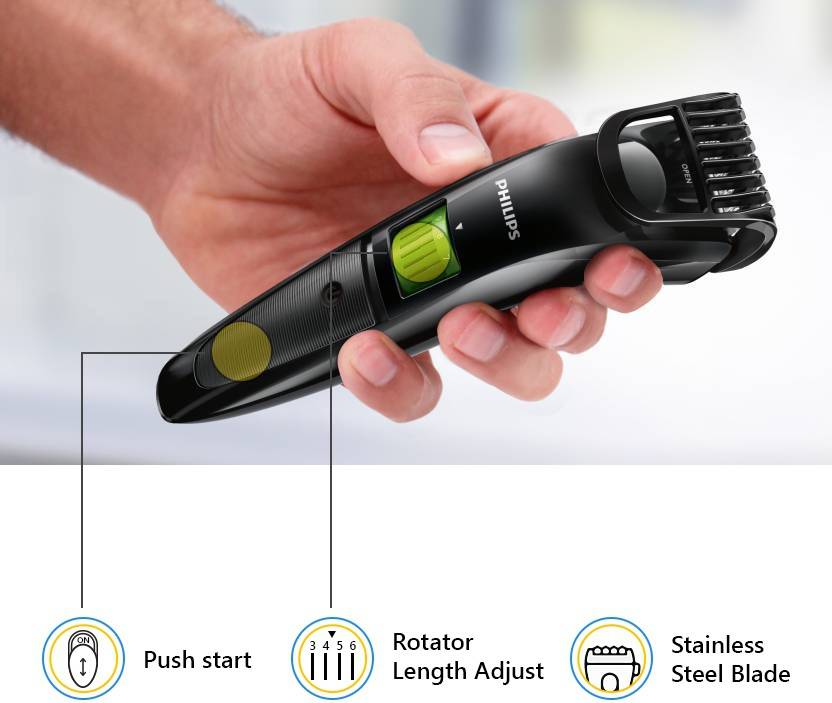 PHILIPS
OPEN
ON
Push start
3 4 5 6
Rotator
Length Adjust
Stainless
Steel Blade